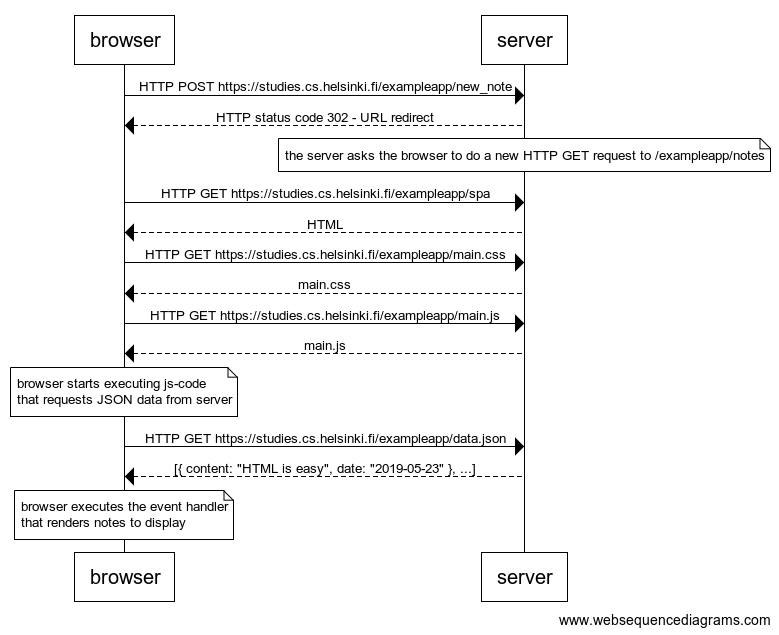 browser
server
HTTP POST https://studies.cs.helsinki.fi/exampleapp/new_note
HTTP status code 302 - URL redirect
the server asks the browser to do a new HTTP GET request to /exampleapp/notes
HTTP GET https://studies.cs.helsinki.fi/exampleapp/spa
HTML
HTTP GET https://studies.cs.helsinki.fi/exampleapp/main.css
main.css
HTTP GET https://studies.cs.helsinki.fi/exampleapp/main.js
main.js
browser starts executing js-code
that requests JSON data from server
HTTP GET https://studies.cs.helsinki.fi/exampleapp/data.json
[{ content: "HTML is easy", date: "2019-05-23" }, ...]
browser executes the event handler
that renders notes to display
browser
server
www.websequencediagrams.com